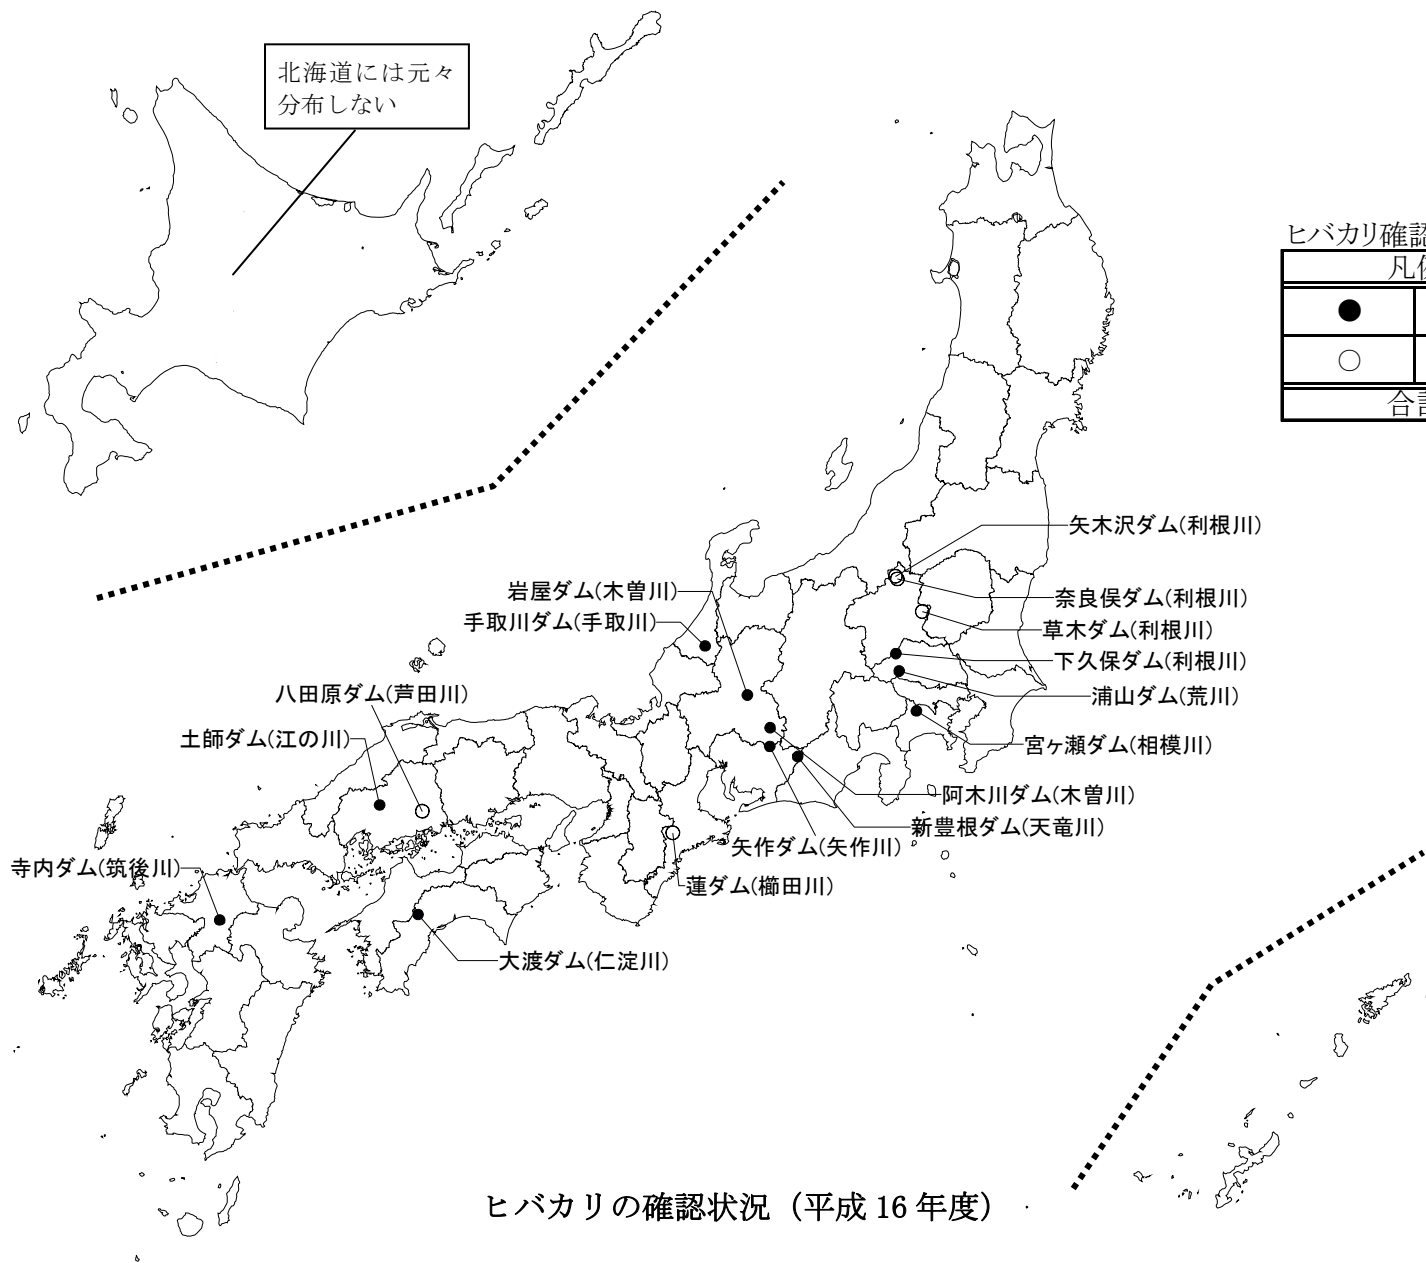 北海道には元々
分布しない
ヒバカリ確認
凡例
●
○
合計
矢木沢ダム(利根川)
岩屋ダム(木曽川)
奈良俣ダム(利根川)
手取川ダム(手取川)
草木ダム(利根川)
下久保ダム(利根川)
八田原ダム(芦田川)
浦山ダム(荒川)
土師ダム(江の川)
宮ヶ瀬ダム(相模川)
阿木川ダム(木曽川)
新豊根ダム(天竜川)
矢作ダム(矢作川)
寺内ダム(筑後川)
蓮ダム(櫛田川)
大渡ダム(仁淀川)
ヒバカリの確認状況（平成 16 年度）